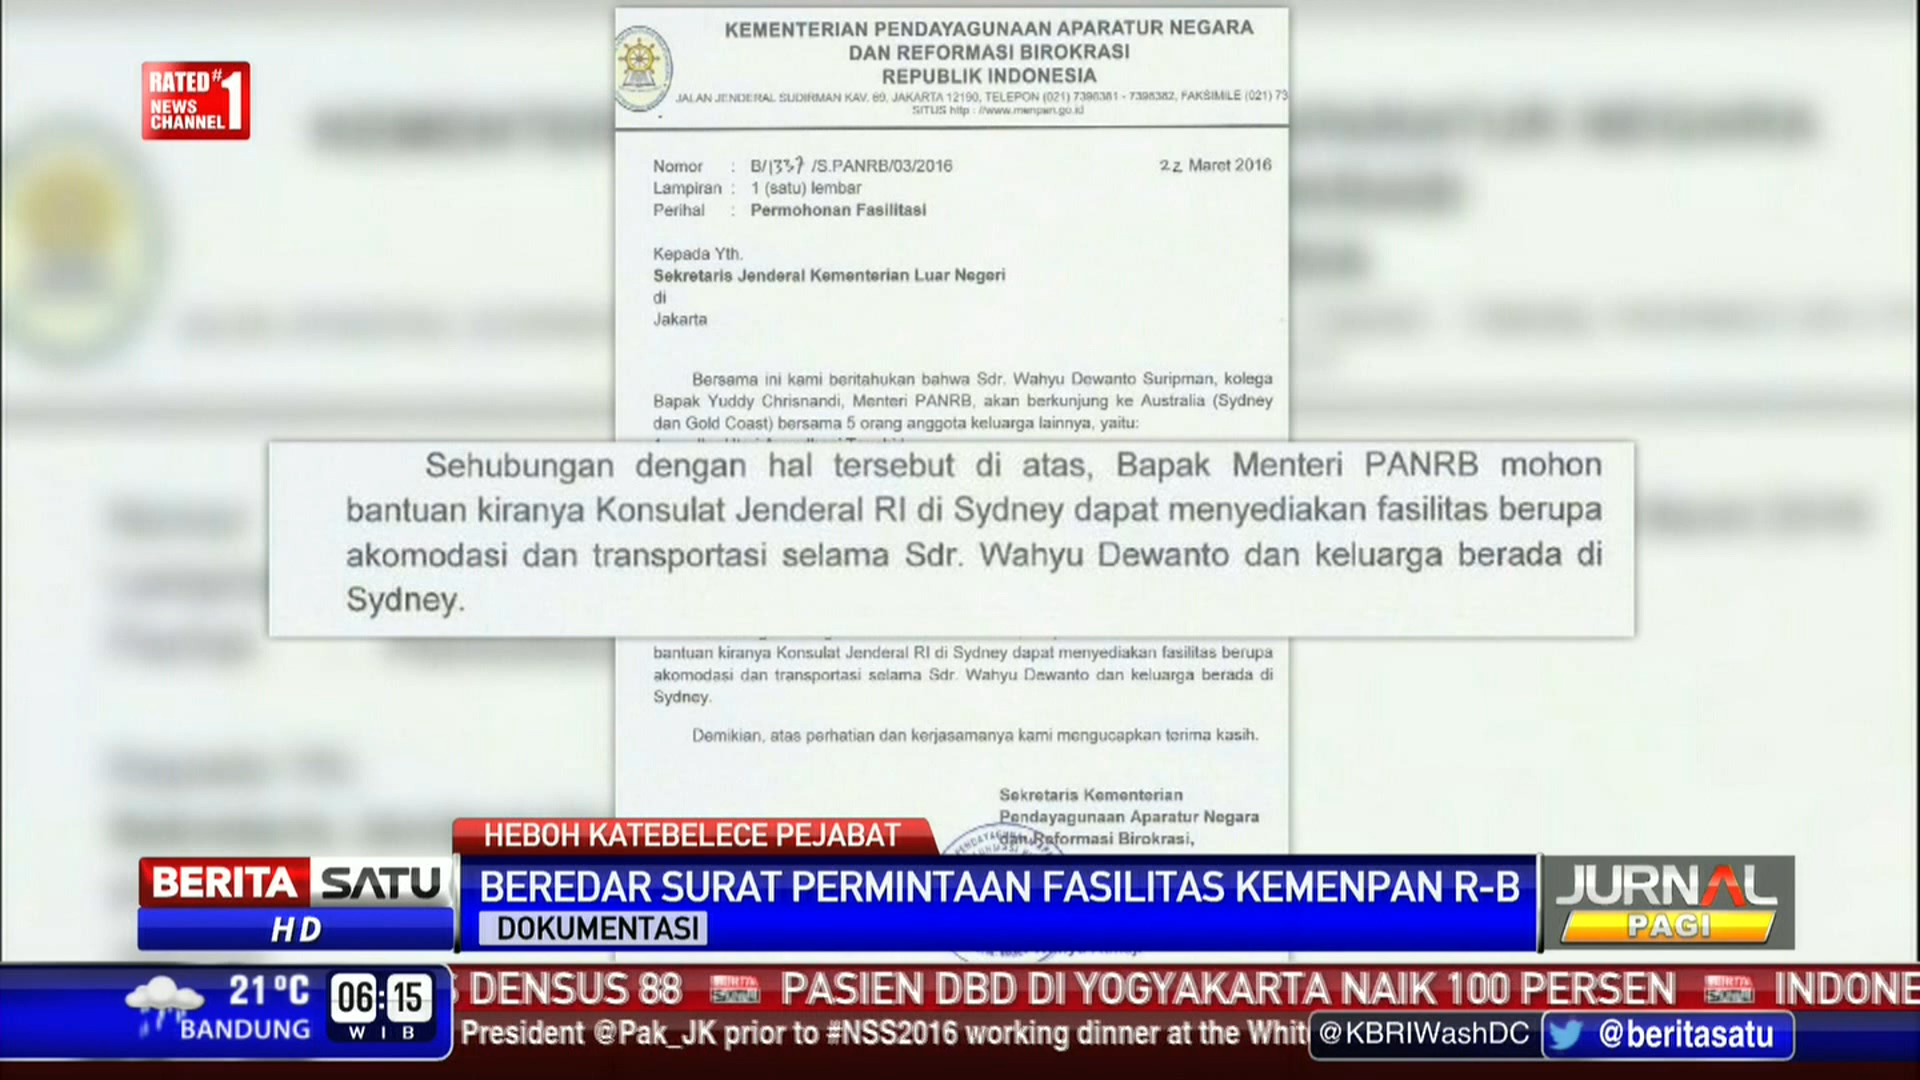 KEMENTERIAN PENDAYAGUNAAN APARATUR NEGARA
DAN REFORMASI BIROKRASI
REPUBLIK INDONESIA
JALAN JENDERAL SUDIRMAN KAV. 69, JAKARTA 12190, TELEPON (021) 7398381 - 7398382, FAKSIMILE (021) 73
SITUS http : //www.menpan.go.id
RATED #1
NEWS
CHANNEL
Nomor : B/1337/S.PANRB/03/2016 22 Maret 2016
Lampiran : 1 (satu) lembar
Perihal : Permohonan Fasilitasi
Kepada Yth.
Sekretaris Jenderal Kementerian Luar Negeri
di
Jakarta
Bersama ini kami beritahukan bahwa Sdr. Wahyu Dewanto Suripman, kolega
Bapak Yuddy Chrisnandi, Menteri PANRB, akan berkunjung ke Australia (Sydney
dan Gold Coast) bersama 5 orang anggota keluarga lainnya, yaitu:
Sehubungan dengan hal tersebut di atas, Bapak Menteri PANRB mohon
bantuan kiranya Konsulat Jenderal RI di Sydney dapat menyediakan fasilitas berupa
akomodasi dan transportasi selama Sdr. Wahyu Dewanto dan keluarga berada di
Sydney.
bantuan kiranya Konsulat Jenderal RI di Sydney dapat menyediakan fasilitas berupa
akomodasi dan transportasi selama Sdr. Wahyu Dewanto dan keluarga berada di
Sydney.
Demikian, atas perhatian dan kerjasamanya kami mengucapkan terima kasih.
Sekretaris Kementerian
Pendayagunaan Aparatur Negara
dan Reformasi Birokrasi,
HEBOH KATEBELECE PEJABAT
BERITA SATU
HD
BEREDAR SURAT PERMINTAAN FASILITAS KEMENPAN R-B
DOKUMENTASI
JURNAL
PAGI
21°C
BANDUNG
06:15
WIB
DENSUS 88 BERITA SATU PASIEN DBD DI YOGYAKARTA NAIK 100 PERSEN BERITA SATU INDONE
President @Pak_JK prior to #NSS2016 working dinner at the Whit
@KBRIWashDC
@beritasatu